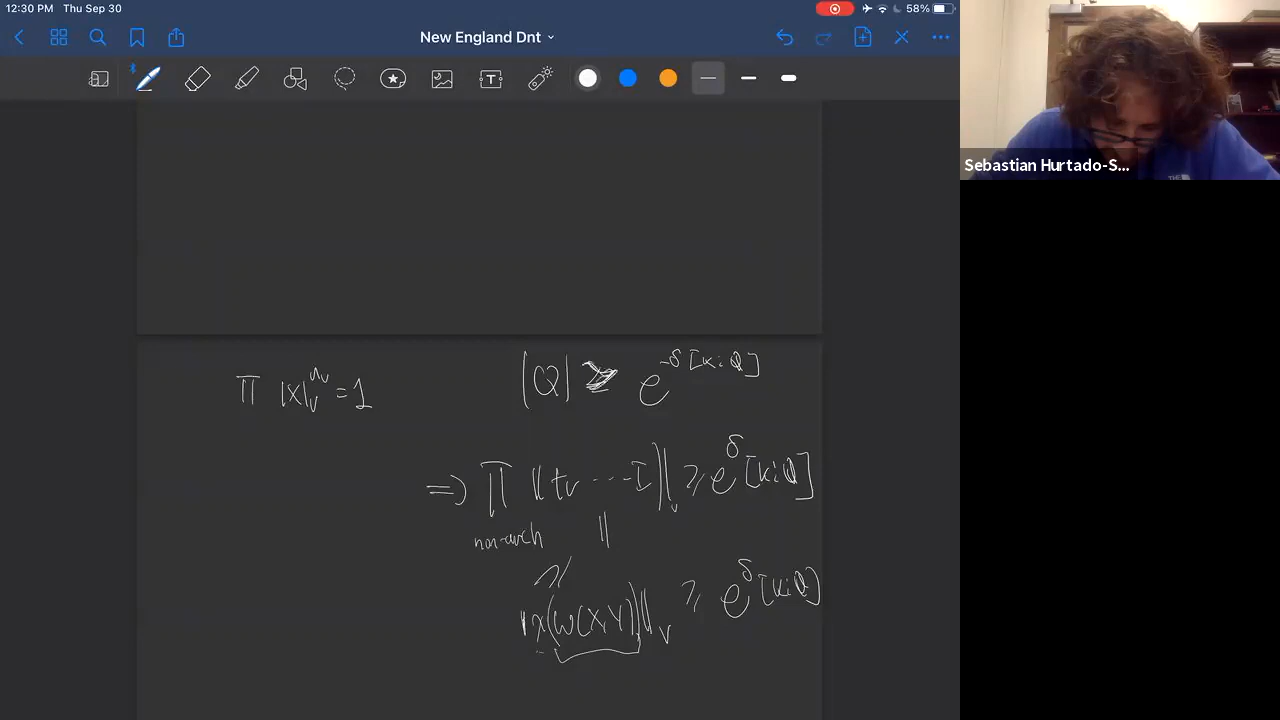 12:30 PM Thu Sep 30
58%
New England Dnt
T
Sebastian Hurtado-S...
THE
∏ |x|_v^{n_v} = 1
|Q| ≥ e^{-δ[K:Q]}
=> ∏ ||tr ... I||_v ≥ e^{δ[K:Q]}
non-arch
||
(w(X,Y))||_v ≥ e^{δ[K:Q]}